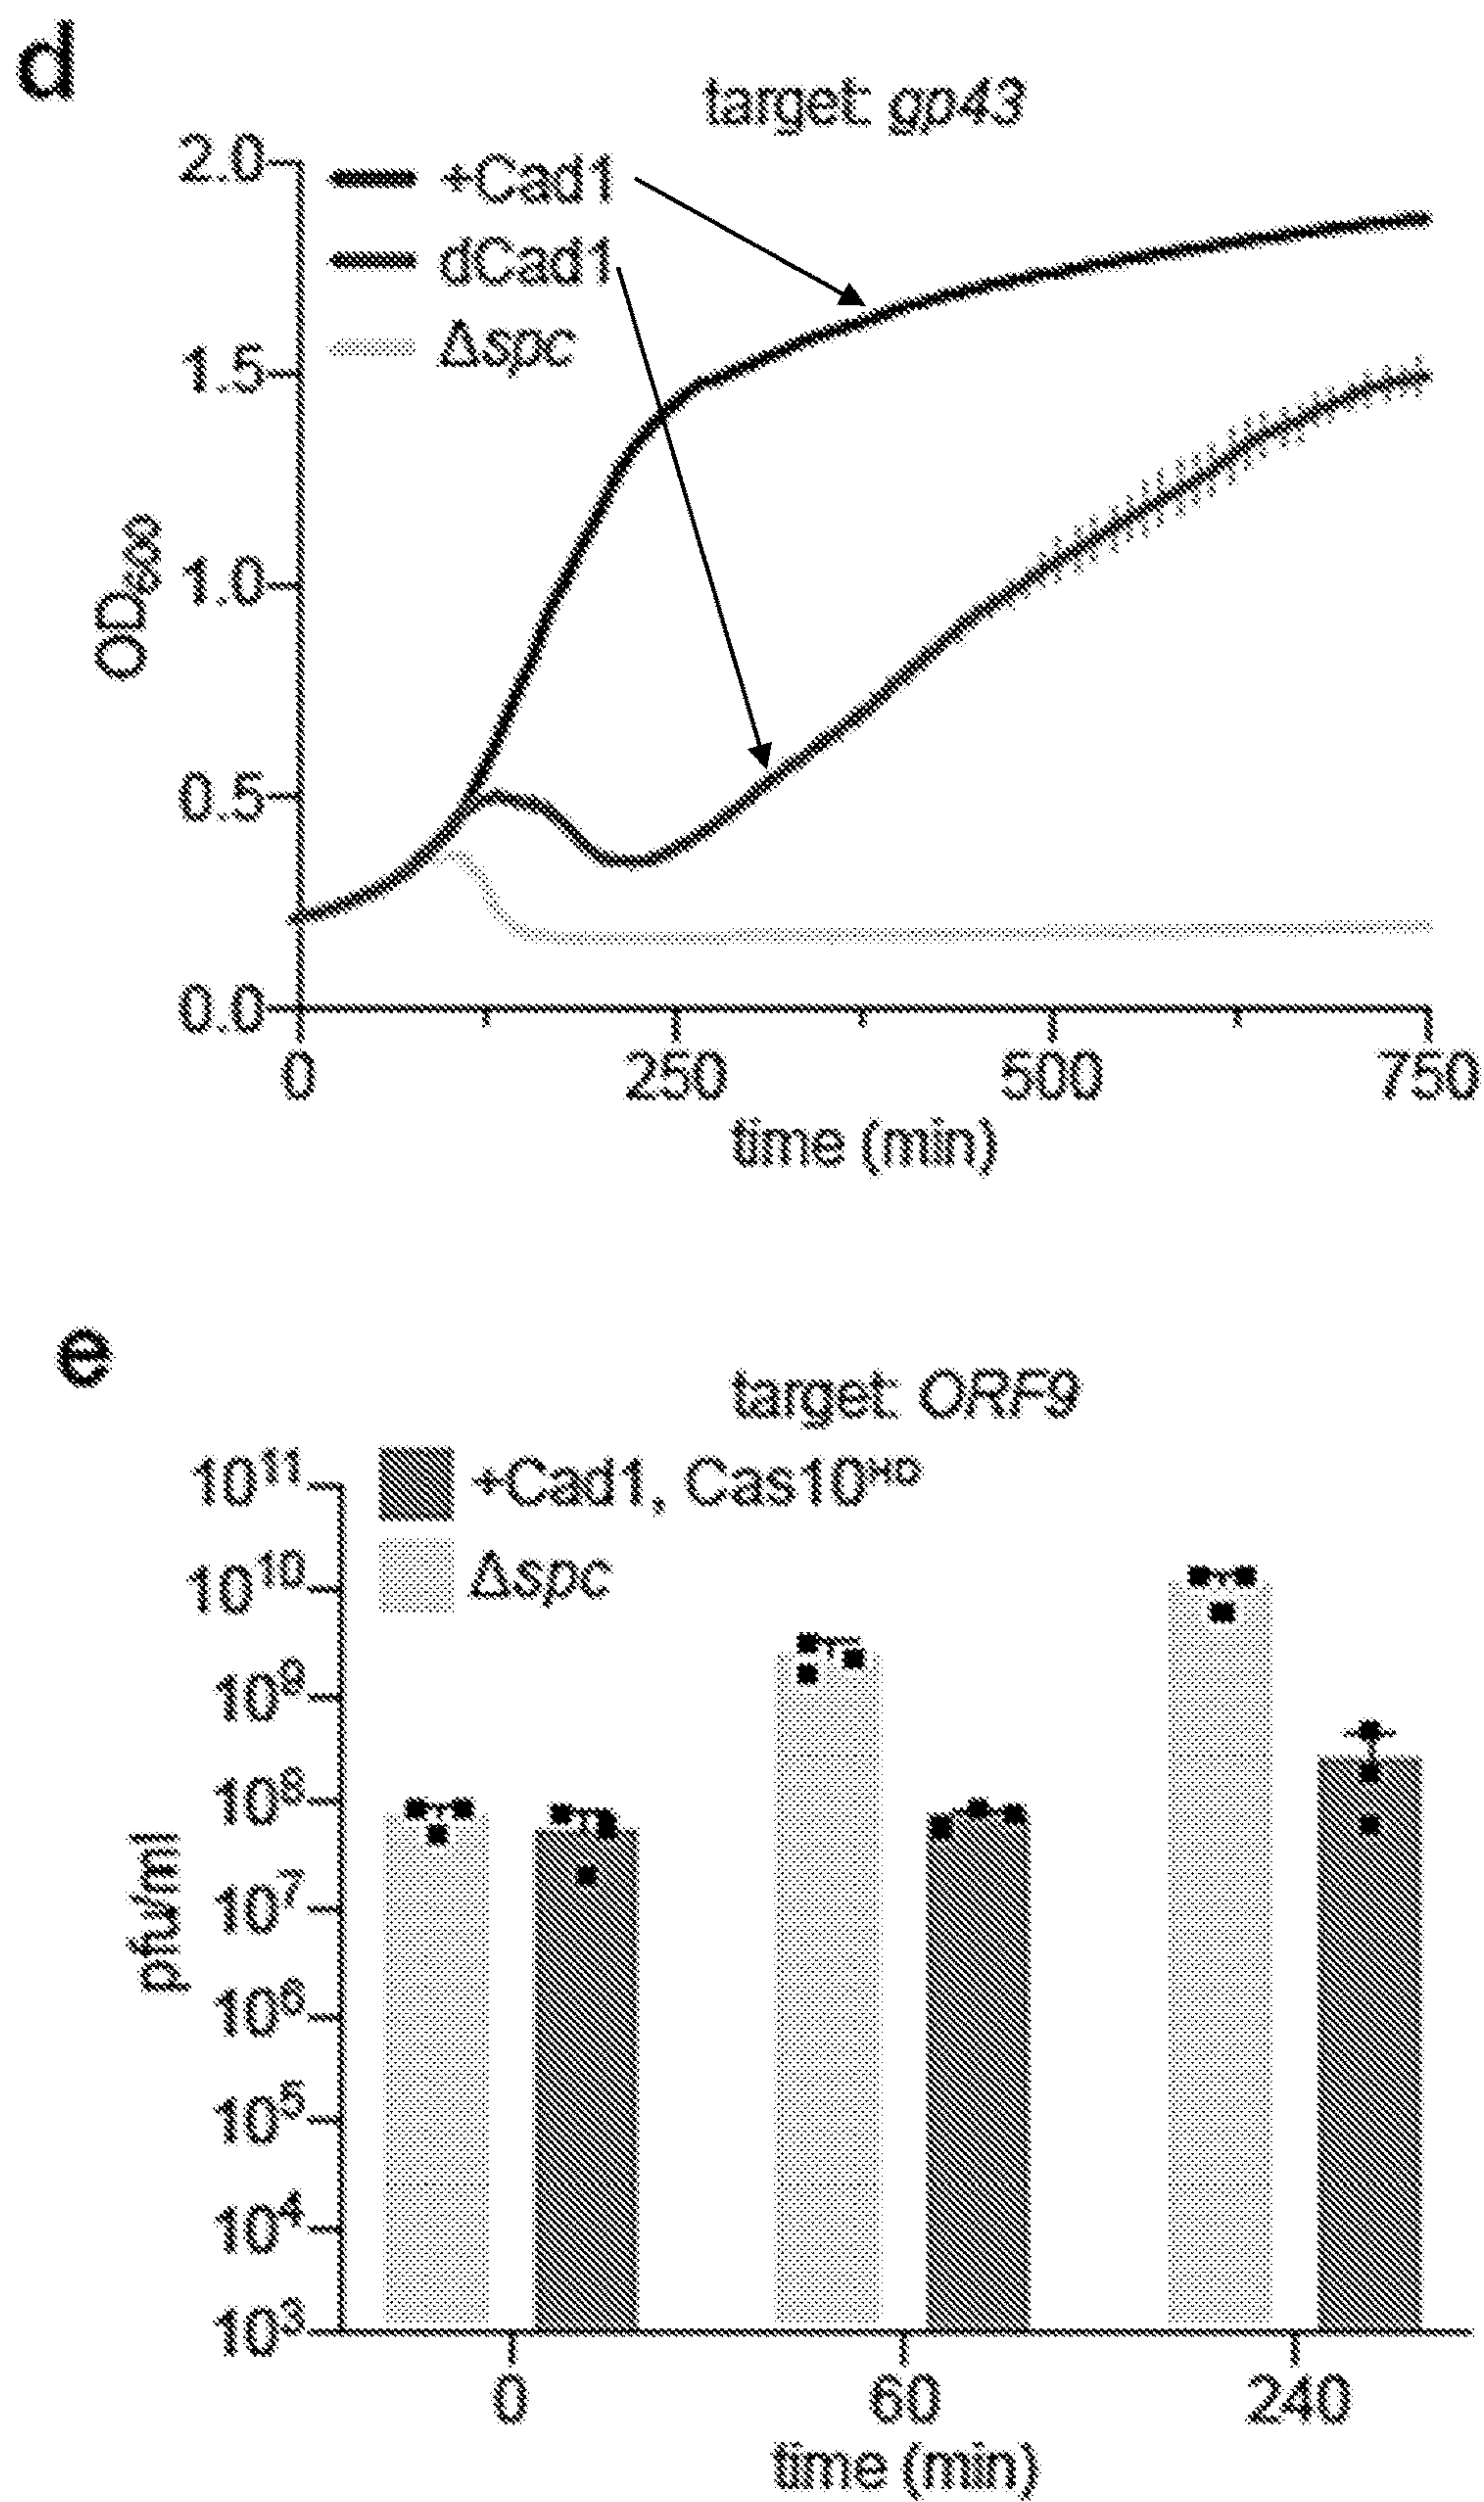 d
target: gp43
+Cad1
dCad1
Δspc
2.0
1.5
1.0
0.5
0.0
OD600
0 250 500 750
time (min)
e
target: ORF9
+Cad1, Cas10ᴴᴰ
Δspc
10¹¹
10¹⁰
10⁹
10⁸
10⁷
10⁶
10⁵
10⁴
10³
pfu/ml
0 60 240
time (min)